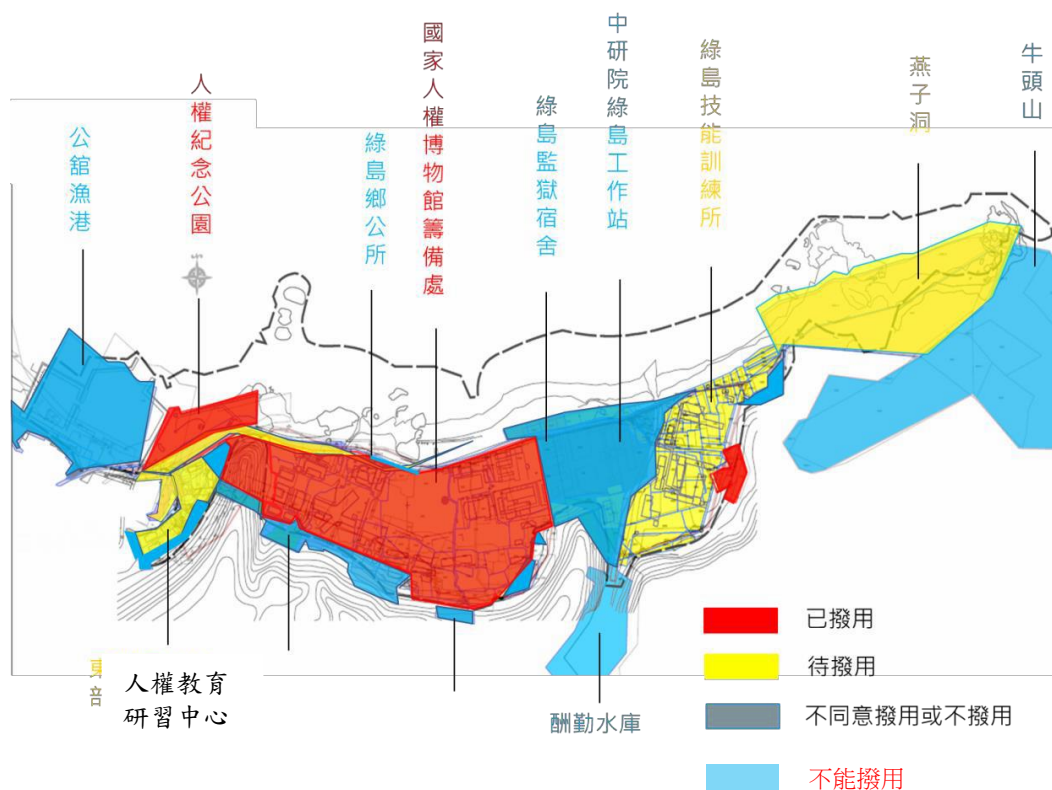 公舘漁港
人權紀念公園
綠島鄉公所
國家人權博物館籌備處
綠島監獄宿舍
中研院綠島工作站
綠島技能訓練所
燕子洞
牛頭山
人權教育
研習中心
酬勤水庫
已撥用
待撥用
不同意撥用或不撥用
不能撥用